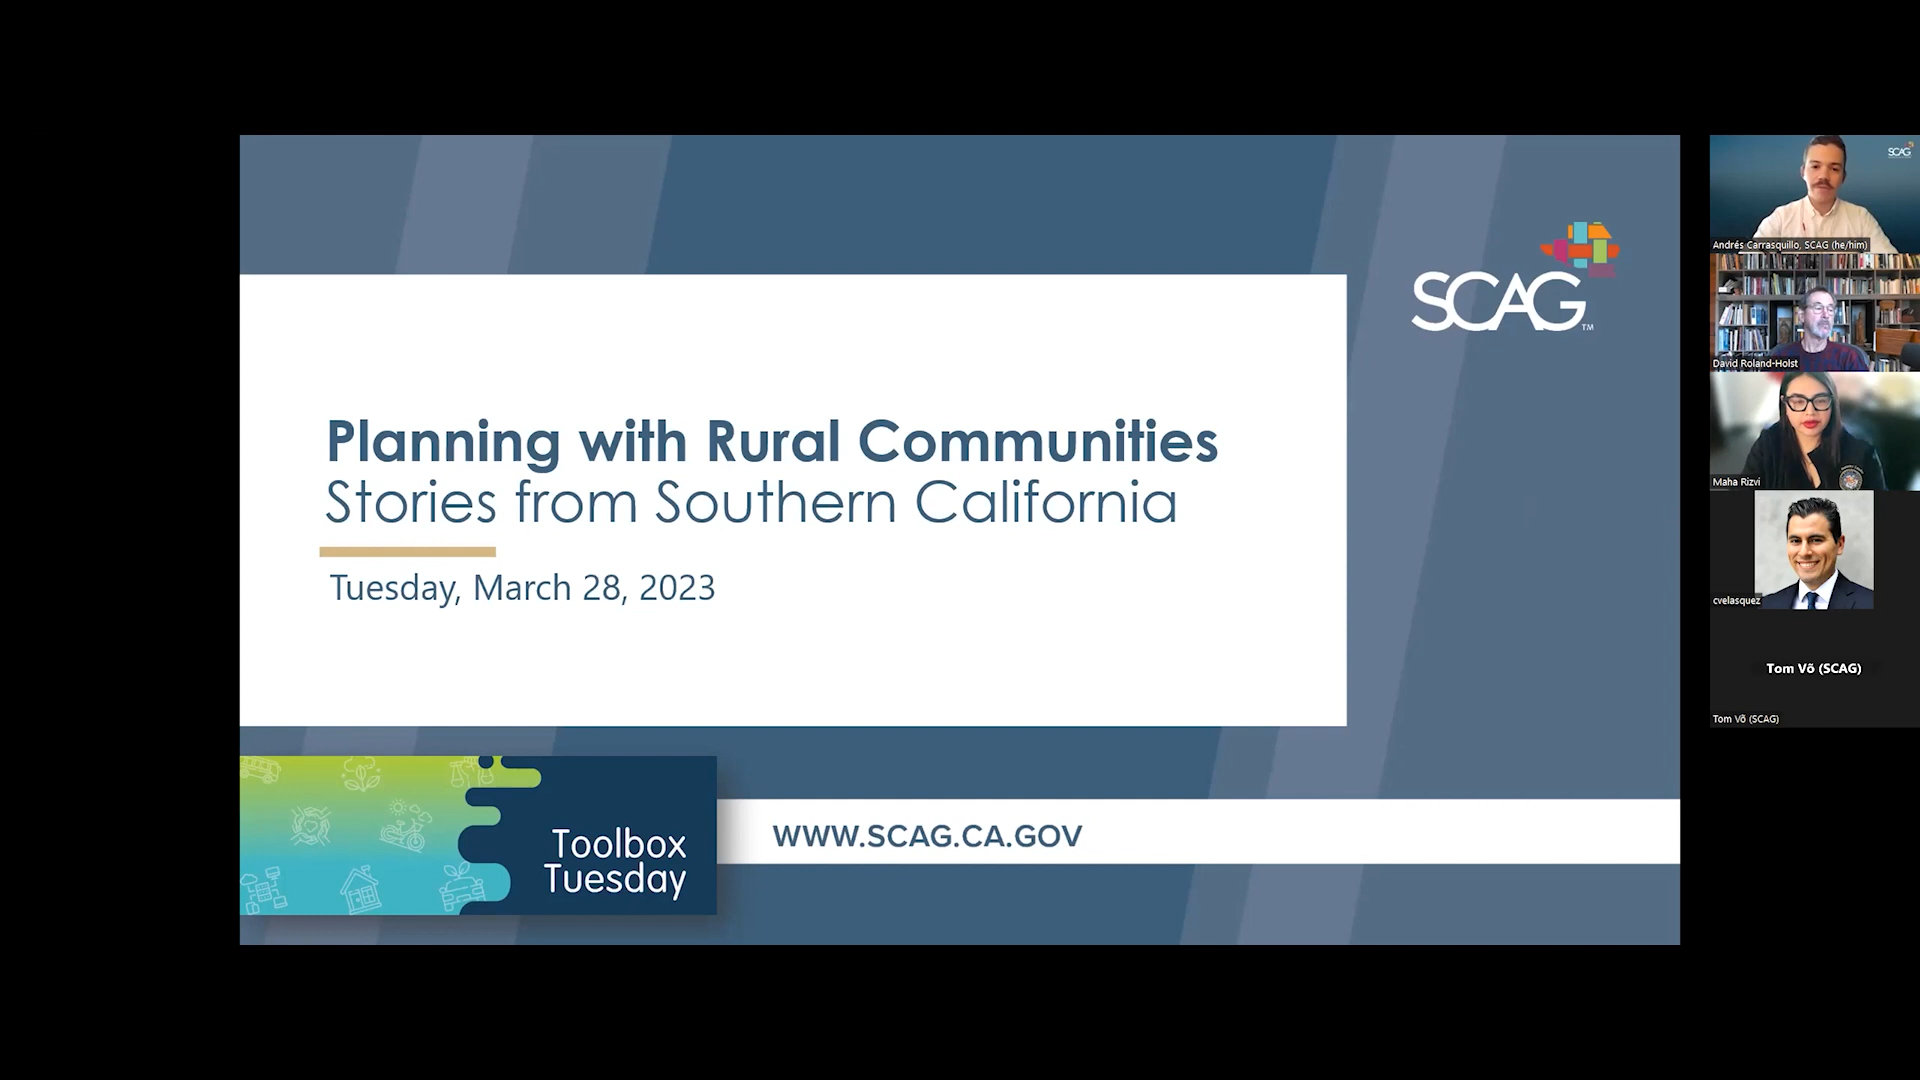 Planning with Rural Communities
Stories from Southern California
Tuesday, March 28, 2023
SCAG™
Toolbox
Tuesday
WWW.SCAG.CA.GOV
SCAG
Andrés Carrasquillo, SCAG (he/him)
David Roland-Holst
Maha Rizvi
cvelasquez
Tom Võ (SCAG)
Tom Võ (SCAG)